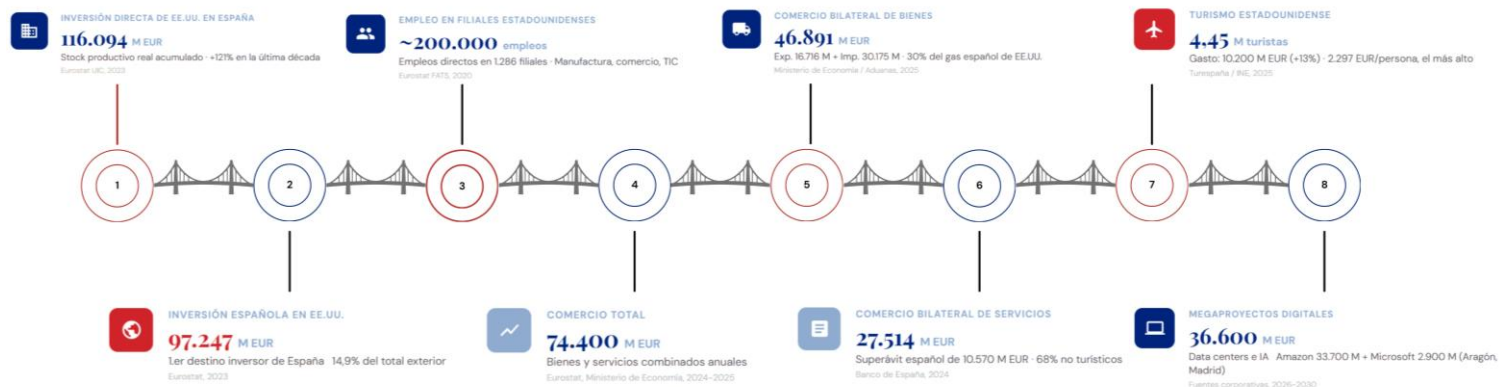 INVERSIÓN DIRECTA DE EE.UU. EN ESPAÑA
116.094 M EUR
Stock productivo real acumulado · +121% en la última década
Eurostat UIC, 2023
EMPLEO EN FILIALES ESTADOUNIDENSES
~200.000 empleos
Empleos directos en 1.286 filiales · Manufactura, comercio, TIC
Eurostat FATS, 2020
COMERCIO BILATERAL DE BIENES
46.891 M EUR
Exp. 16.716 M + Imp. 30.175 M · 30% del gas español de EE.UU.
Ministerio de Economía / Aduanas, 2025
TURISMO ESTADOUNIDENSE
4,45 M turistas
Gasto: 10.200 M EUR (+13%) · 2.297 EUR/persona, el más alto
Turespaña / INE, 2025
1
2
3
4
5
6
7
8
INVERSIÓN ESPAÑOLA EN EE.UU.
97.247 M EUR
1.er destino inversor de España 14,9% del total exterior
Eurostat, 2023
COMERCIO TOTAL
74.400 M EUR
Bienes y servicios combinados anuales
Eurostat, Ministerio de Economía, 2024-2025
COMERCIO BILATERAL DE SERVICIOS
27.514 M EUR
Superávit español de 10.570 M EUR · 68% no turísticos
Banco de España, 2024
MEGAPROYECTOS DIGITALES
36.600 M EUR
Data centers e IA Amazon 33.700 M + Microsoft 2.900 M (Aragón,
Madrid)
Fuentes corporativas, 2026-2030